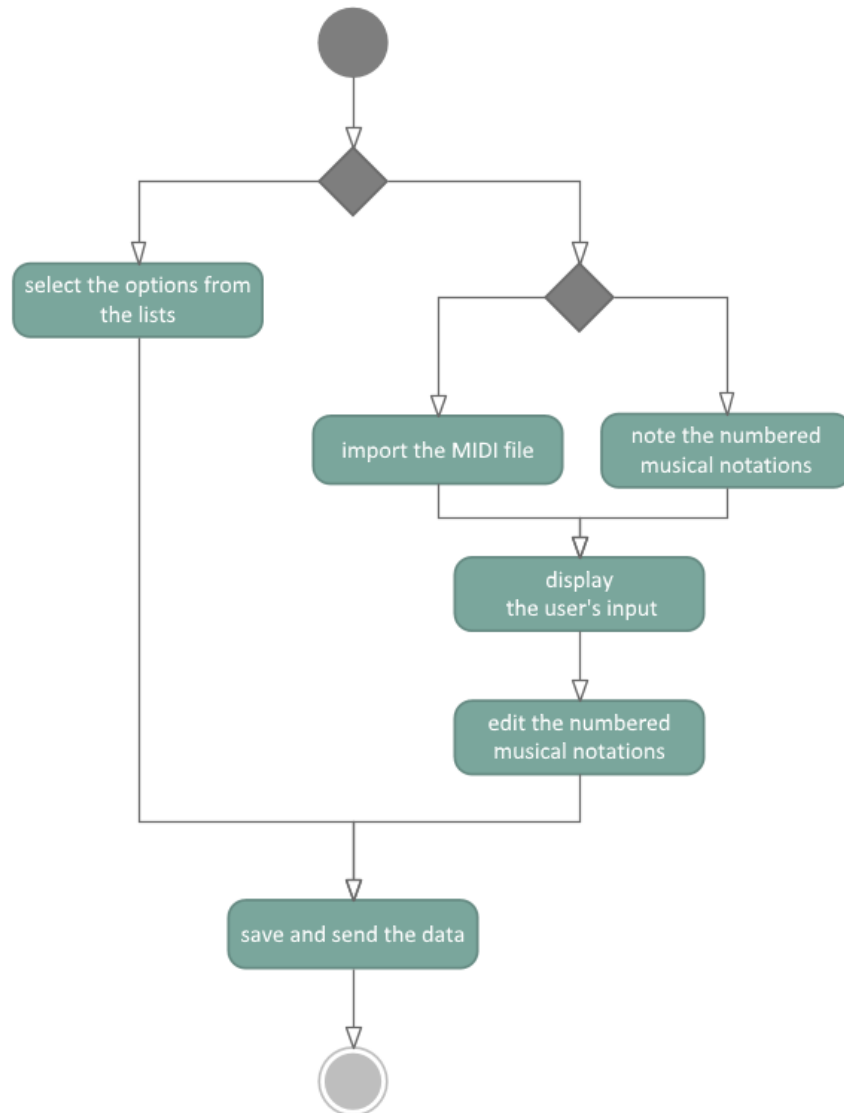 select the options from
the lists
import the MIDI file
note the numbered
musical notations
display
the user's input
edit the numbered
musical notations
save and send the data